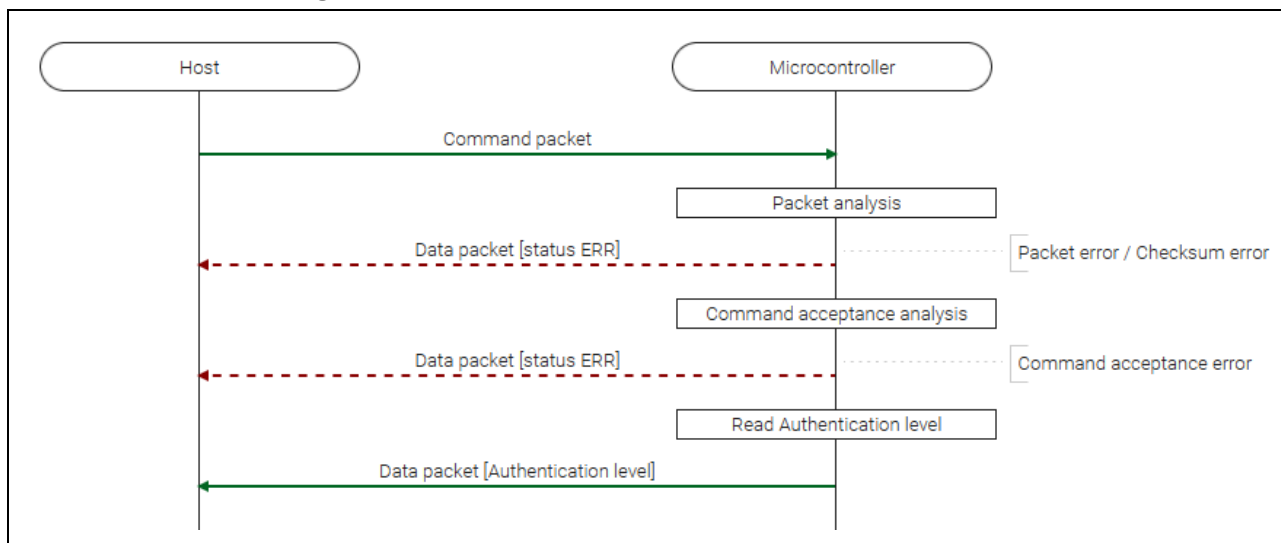 Host
Microcontroller
Command packet
Packet analysis
Data packet [status ERR]
Packet error / Checksum error
Command acceptance analysis
Data packet [status ERR]
Command acceptance error
Read Authentication level
Data packet [Authentication level]